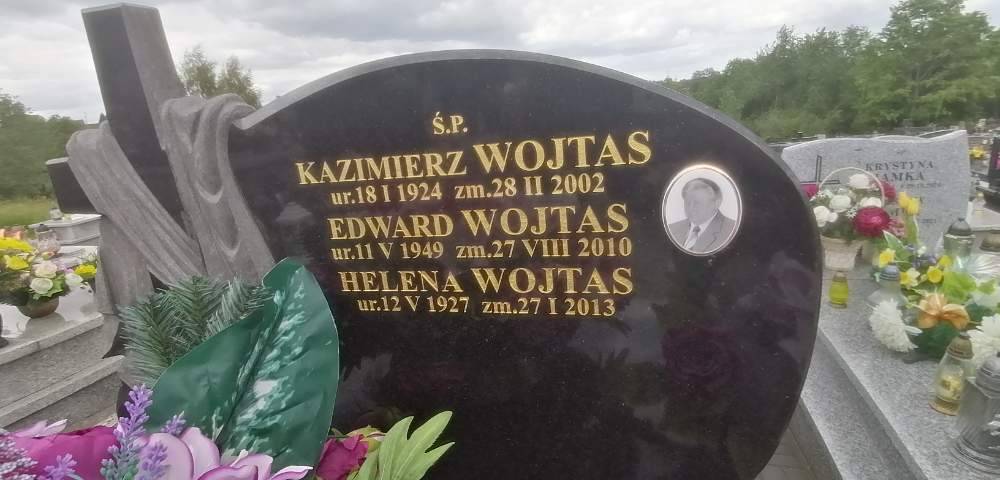 Ś.P.
KAZIMIERZ WOJTAS
ur.18 I 1924 zm.28 II 2002
EDWARD WOJTAS
ur.11 V 1949 zm.27 VIII 2010
HELENA WOJTAS
ur.12 V 1927 zm.27 I 2013
KRYSTYNA